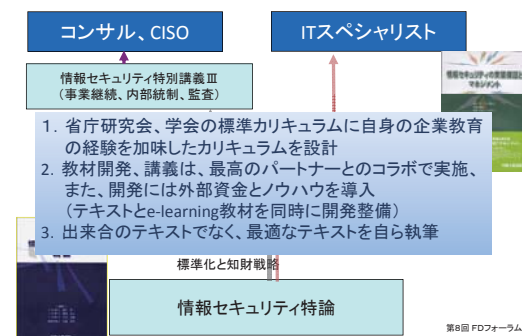 コンサル、CISO
ITスペシャリスト
情報セキュリティ特別講義Ⅲ
（事業継続、内部統制、監査）
1. 省庁研究会、学会の標準カリキュラムに自身の企業教育
の経験を加味したカリキュラムを設計
2. 教材開発、講義は、最高のパートナーとのコラボで実施、
また、開発には外部資金とノウハウを導入
（テキストとe-learning教材を同時に開発整備）
3. 出来合のテキストでなく、最適なテキストを自ら執筆
標準化と知財戦略
情報セキュリティ特論
第8回 FDフォーラム